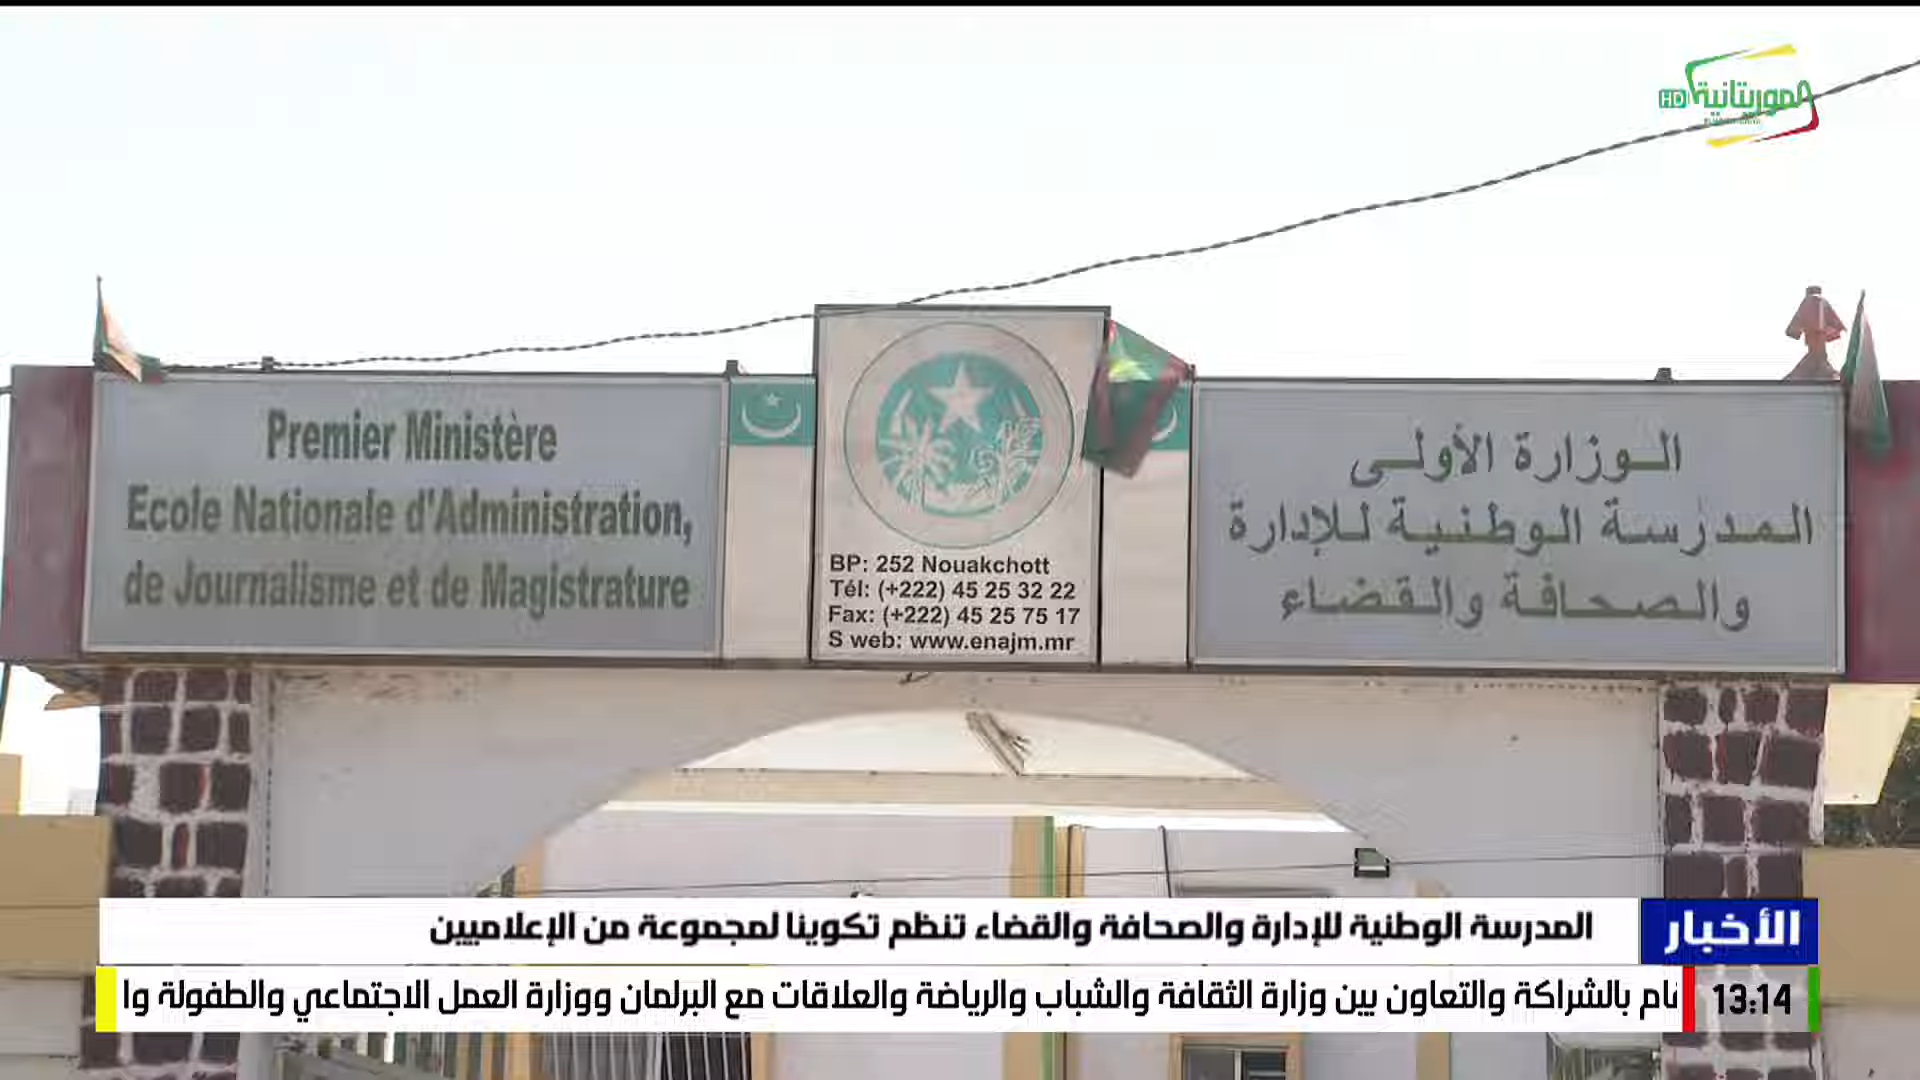 الموريتانية
HD
Premier Ministère
Ecole Nationale d'Administration,
de Journalisme et de Magistrature
BP: 252 Nouakchott
Tél: (+222) 45 25 32 22
Fax: (+222) 45 25 75 17
S web: www.enajm.mr
الوزارة الأولى
المدرسة الوطنية للإدارة
والصحافة والقضاء
الأخبار
المدرسة الوطنية للإدارة والصحافة والقضاء تنظم تكوينا لمجموعة من الإعلاميين
13:14
بالشراكة والتعاون بين وزارة الثقافة والشباب والرياضة والعلاقات مع البرلمان ووزارة العمل الاجتماعي والطفولة